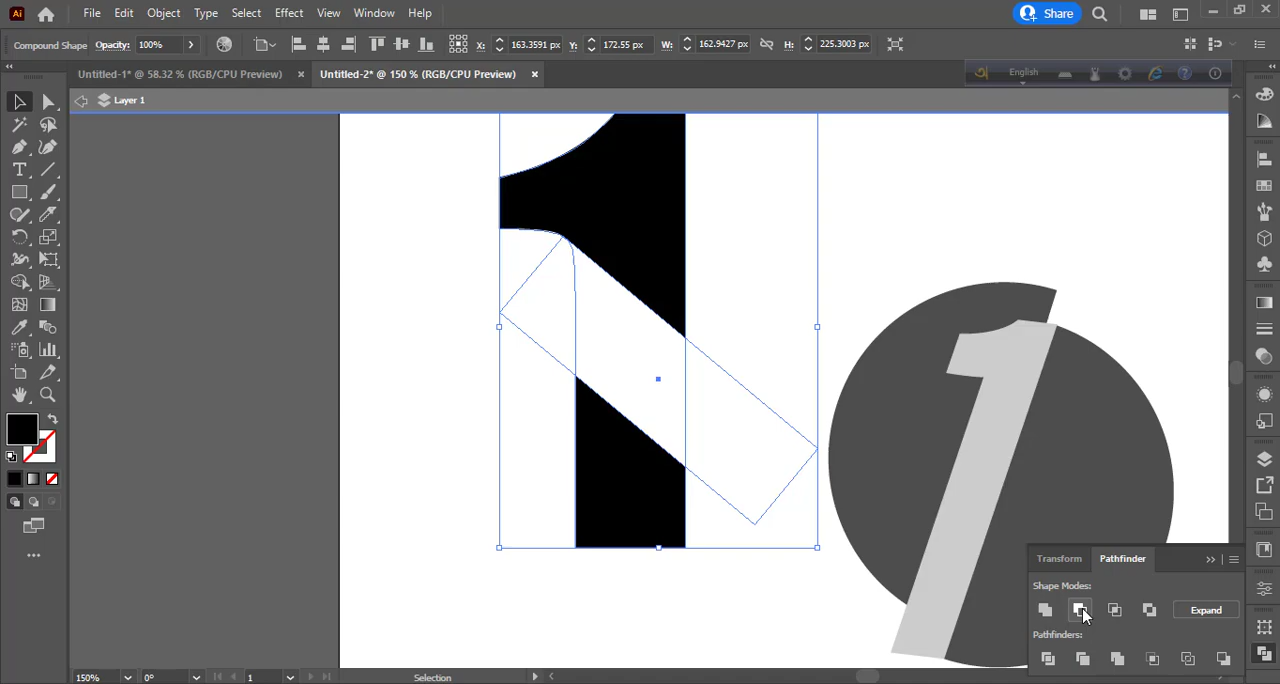 Ai File Edit Object Type Select Effect View Window Help Share
Compound Shape Opacity: 100% X: 163.3591 px Y: 172.55 px W: 162.9427 px H: 225.3003 px
Untitled-1* @ 58.32 % (RGB/CPU Preview) × Untitled-2* @ 150 % (RGB/CPU Preview) × English
Layer 1
1
Transform Pathfinder
Shape Modes:
Expand
Pathfinders:
150% 0° 1 Selection